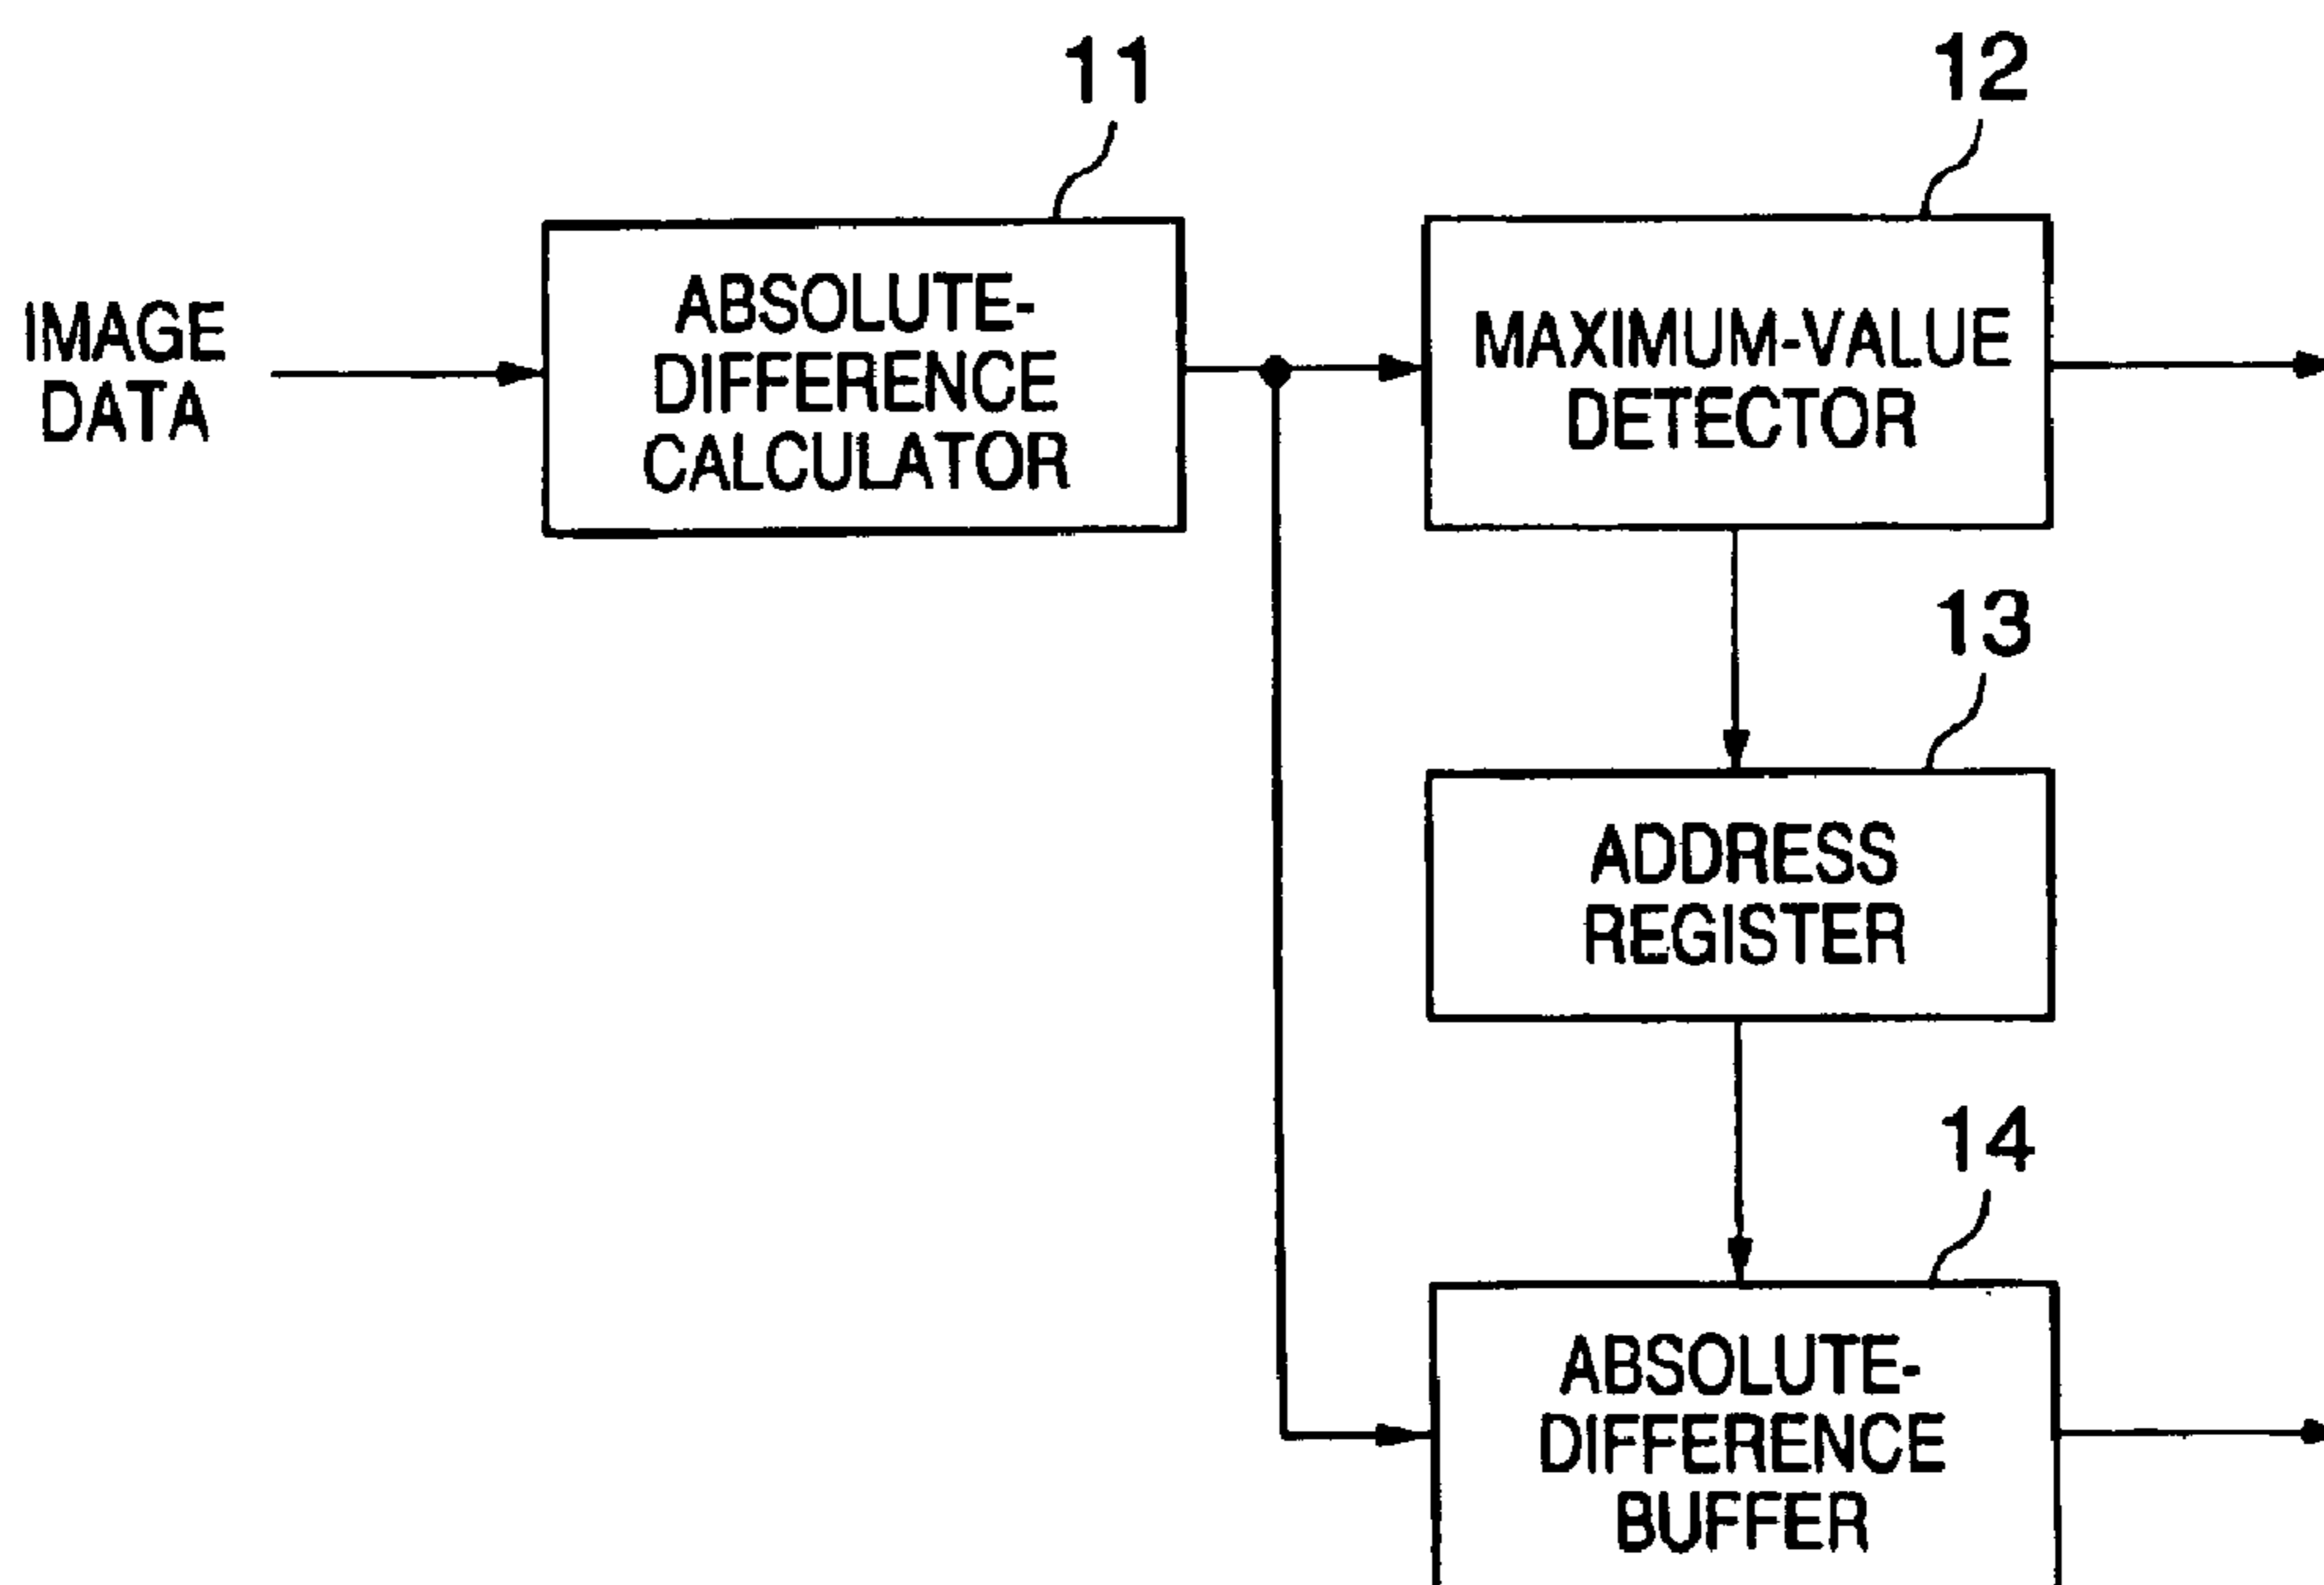 11
12
IMAGE
DATA
ABSOLUTE-
DIFFERENCE
CALCULATOR
MAXIMUM-VALUE
DETECTOR
13
ADDRESS
REGISTER
14
ABSOLUTE-
DIFFERENCE
BUFFER